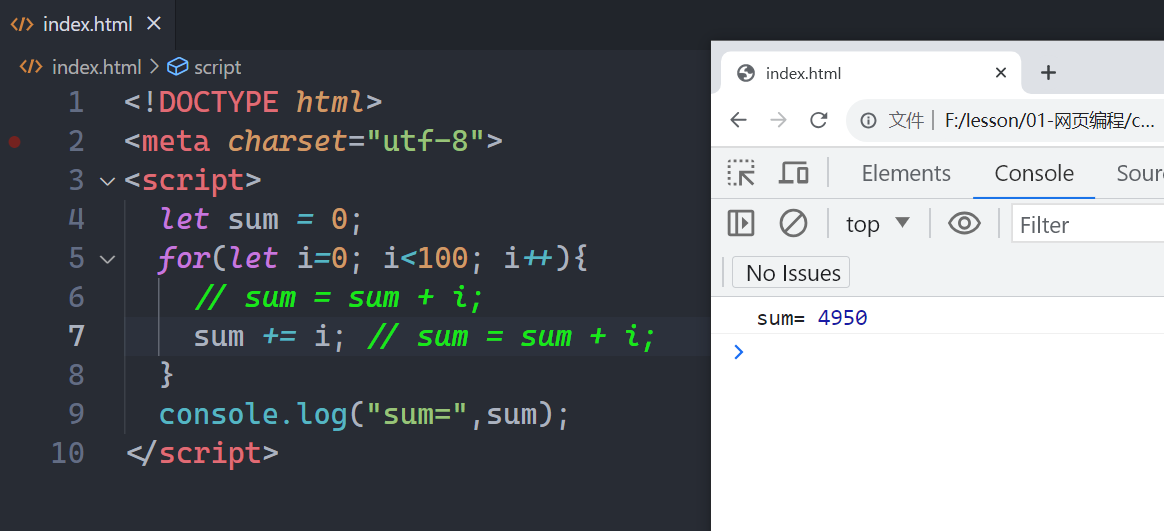 index.html
index.html > script
1 <!DOCTYPE html>
2 <meta charset="utf-8">
3 <script>
4 let sum = 0;
5 for(let i=0; i<100; i++){
6 // sum = sum + i;
7 sum += i; // sum = sum + i;
8 }
9 console.log("sum=",sum);
10 </script>
index.html
文件 F:/lesson/01-网页编程/c...
Elements Console Sour
top Filter
No Issues
sum= 4950